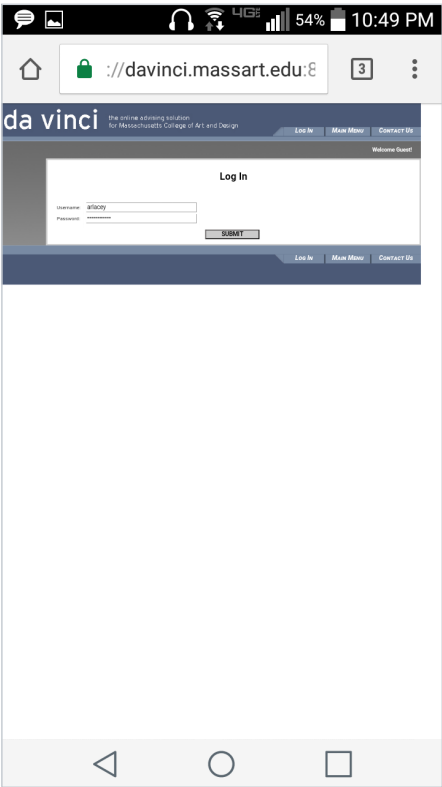 4G 54% 10:49 PM
://davinci.massart.edu:8 3
da vinci the online advising solution
for Massachusetts College of Art and Design
LOG IN MAIN MENU CONTACT US
Welcome Guest!
Log In
Username: arlacey
Password: ••••••••••••
SUBMIT
LOG IN MAIN MENU CONTACT US